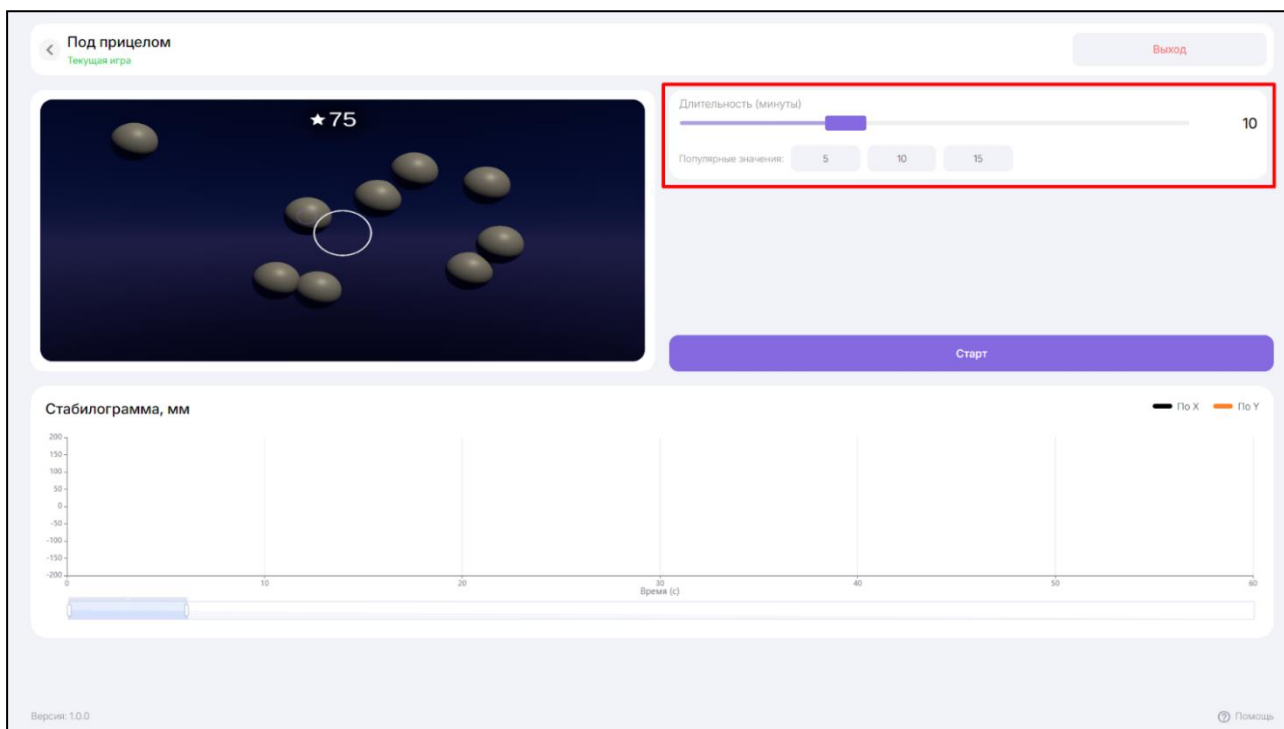 Под прицелом
Текущая игра
Выход
★75
Длительность (минуты)
10
Популярные значения: 5 10 15
Старт
Стабилограмма, мм
По X По Y
200
150
100
50
0
-50
-100
-150
-200
0 10 20 30 40 50 60
Время (с)
Версия: 1.0.0
Помощь